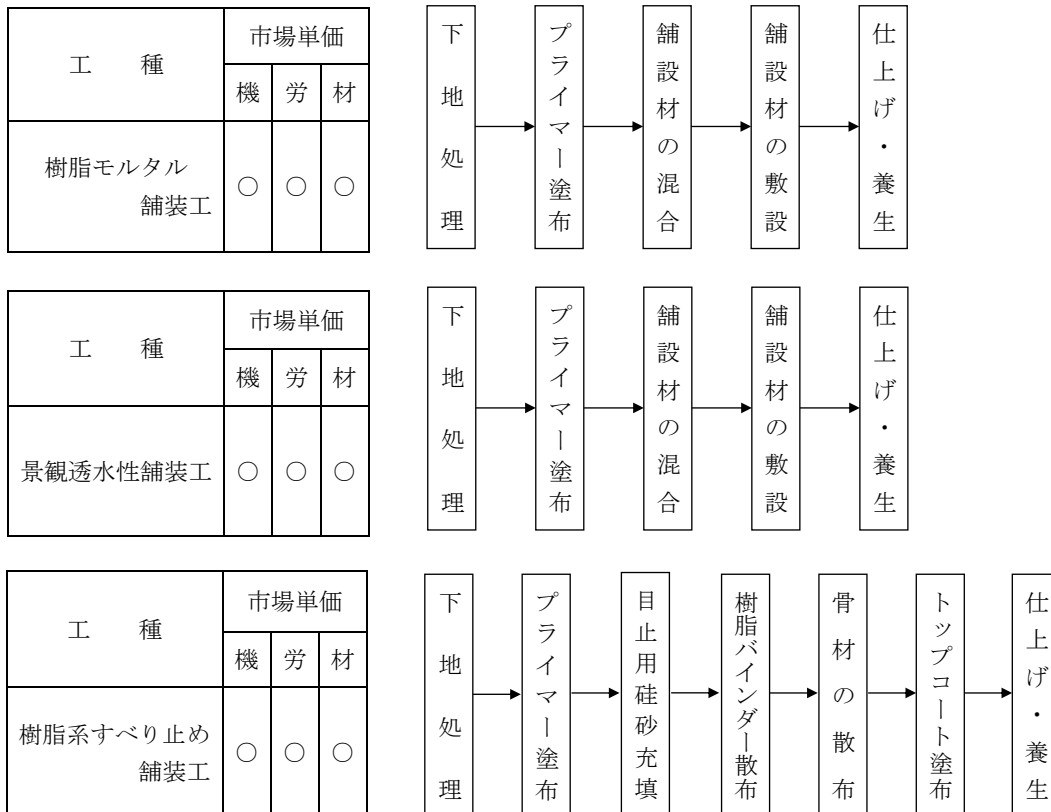 工　種
市場単価
機 労 材
樹脂モルタル
舗装工
○ ○ ○
下地処理
プライマー塗布
舗設材の混合
舗設材の敷設
仕上げ・養生
工　種
市場単価
機 労 材
景観透水性舗装工
○ ○ ○
下地処理
プライマー塗布
舗設材の混合
舗設材の敷設
仕上げ・養生
工　種
市場単価
機 労 材
樹脂系すべり止め
舗装工
○ ○ ○
下地処理
プライマー塗布
目止用硅砂充填
樹脂バインダー散布
骨材の散布
トップコート塗布
仕上げ・養生